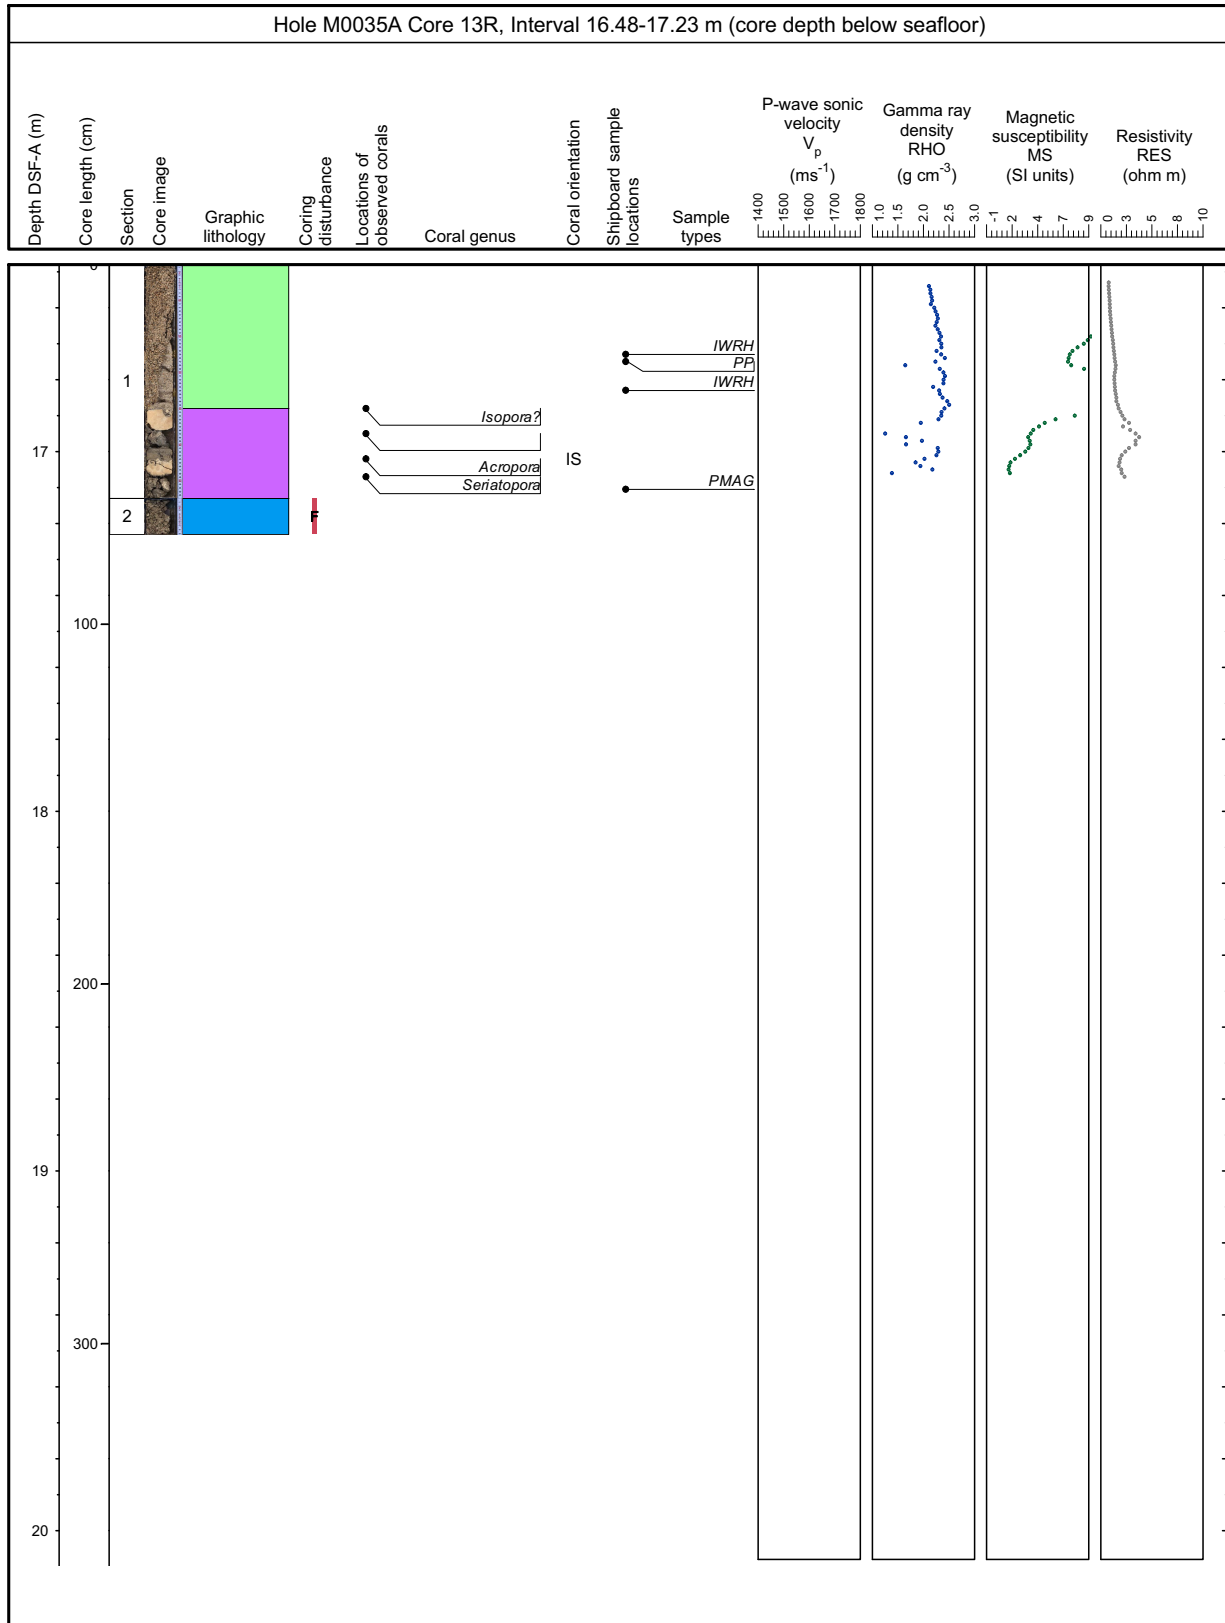 Hole M0035A Core 13R, Interval 16.48-17.23 m (core depth below seafloor)
Depth DSF-A (m)
Core length (cm)
Section
Core image
Graphic
lithology
Coring
disturbance
Locations of
observed corals
Coral genus
Coral orientation
Shipboard sample
locations
Sample
types
P-wave sonic
velocity
Vp
(ms-1)
1400
1500
1600
1700
1800
Gamma ray
density
RHO
(g cm-3)
1.0
1.5
2.0
2.5
3.0
Magnetic
susceptibility
MS
(SI units)
-1
2
4
7
9
Resistivity
RES
(ohm m)
0
3
5
8
10
0
IWRH
PP
1
IWRH
Isopora?
17
IS
Acropora
Seriatopora
PMAG
2
F
100
18
200
19
300
20